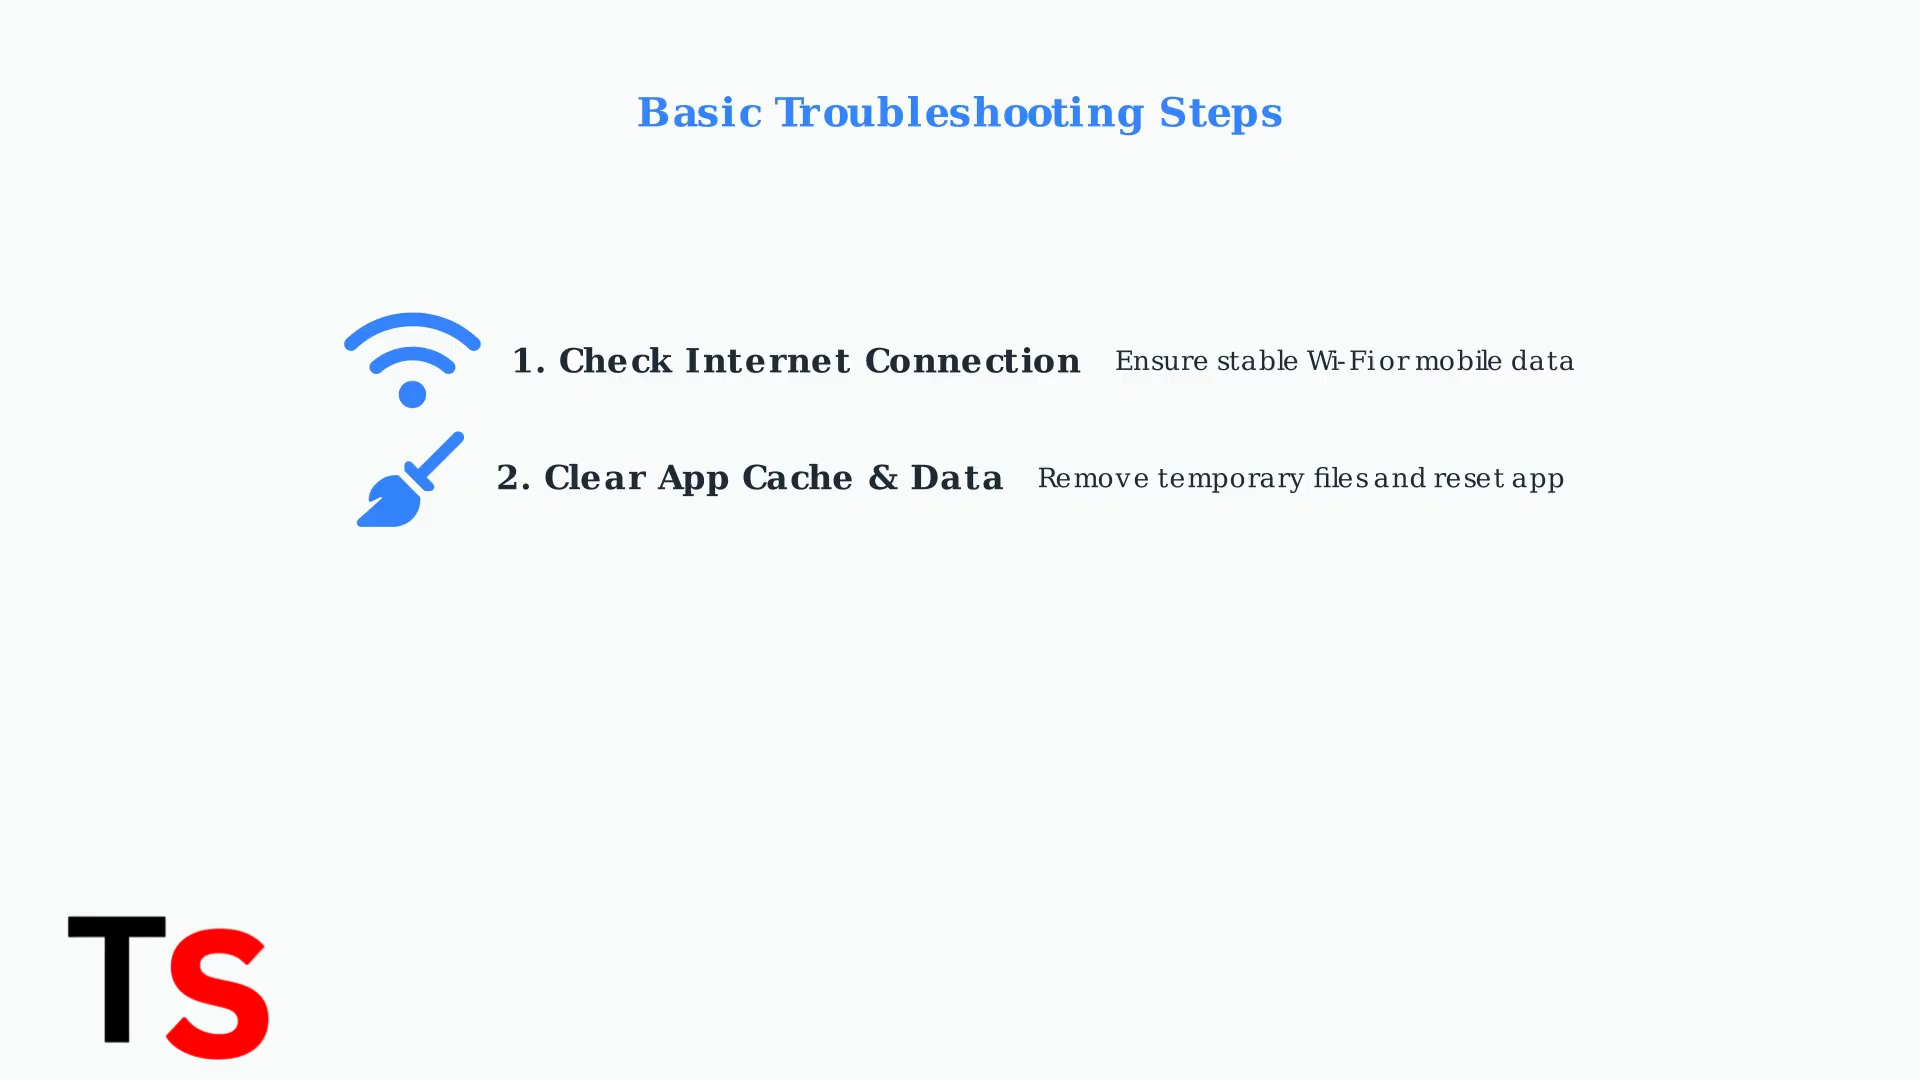 Basic Troubleshooting Steps
1. Check Internet Connection Ensure stable Wi-Fi or mobile data
2. Clear App Cache & Data Remove temporary files and reset app
TS